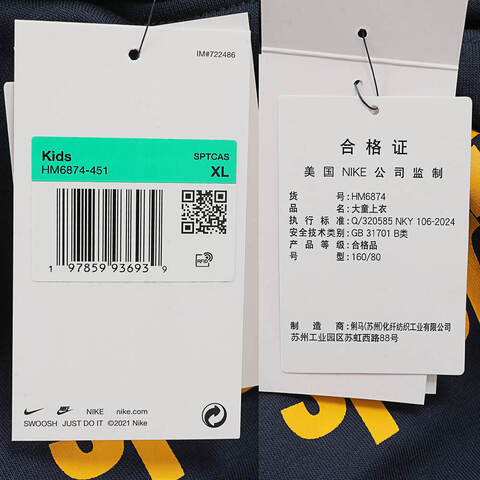 IM#722486
Kids
SPTCAS
HM6874-451
XL
1 97859 93693 9
RFID
NIKE
nike.com
SWOOSH JUST DO IT ©2021 Nike
合格证
美国 NIKE 公司监制
货号: HM6874
品名: 大童上衣
执行标准: Q/320585 NKY 106-2024
安全技术类别: GB 31701 B类
产品等级: 合格品
型号: 160/80
制造商: 俐马(苏州)化纤纺织工业有限公司
苏州工业园区苏虹西路88号